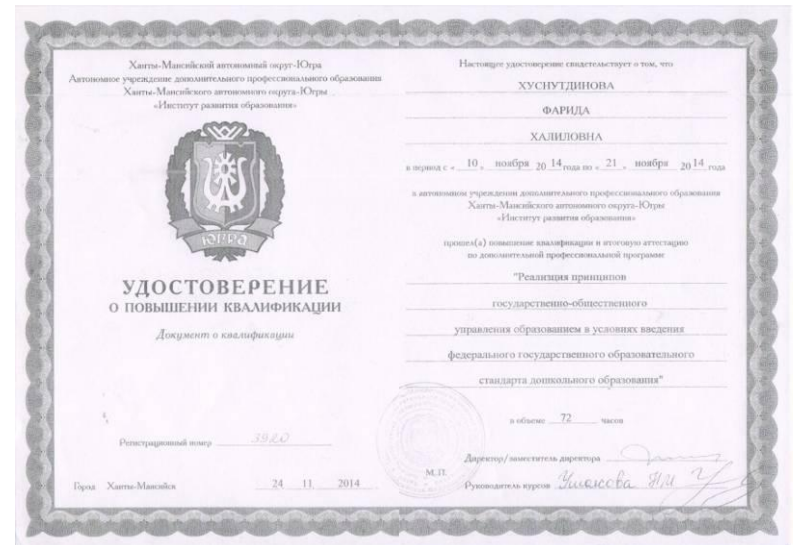 Ханты-Мансийский автономный округ-Югра
Автономное учреждение дополнительного профессионального образования
Ханты-Мансийского автономного округа-Югры
«Институт развития образования»
ЮГРА
УДОСТОВЕРЕНИЕ
О ПОВЫШЕНИИ КВАЛИФИКАЦИИ
Документ о квалификации
Регистрационный номер 3920
Город Ханты-Мансийск 24 11 2014
Настоящее удостоверение свидетельствует о том, что
ХУСНУТДИНОВА
ФАРИДА
ХАЛИЛОВНА
в период с « 10 » ноября 20 14 года по « 21 » ноября 20 14 года
в автономном учреждении дополнительного профессионального образования
Ханты-Мансийского автономного округа-Югры
«Институт развития образования»
прошел(а) повышение квалификации и итоговую аттестацию
по дополнительной профессиональной программе
"Реализация принципов
государственно-общественного
управления образованием в условиях введения
федерального государственного образовательного
стандарта дошкольного образования"
в объеме 72 часов
Директор/заместитель директора
М.П.
Руководитель курсов Ушакова Н.И